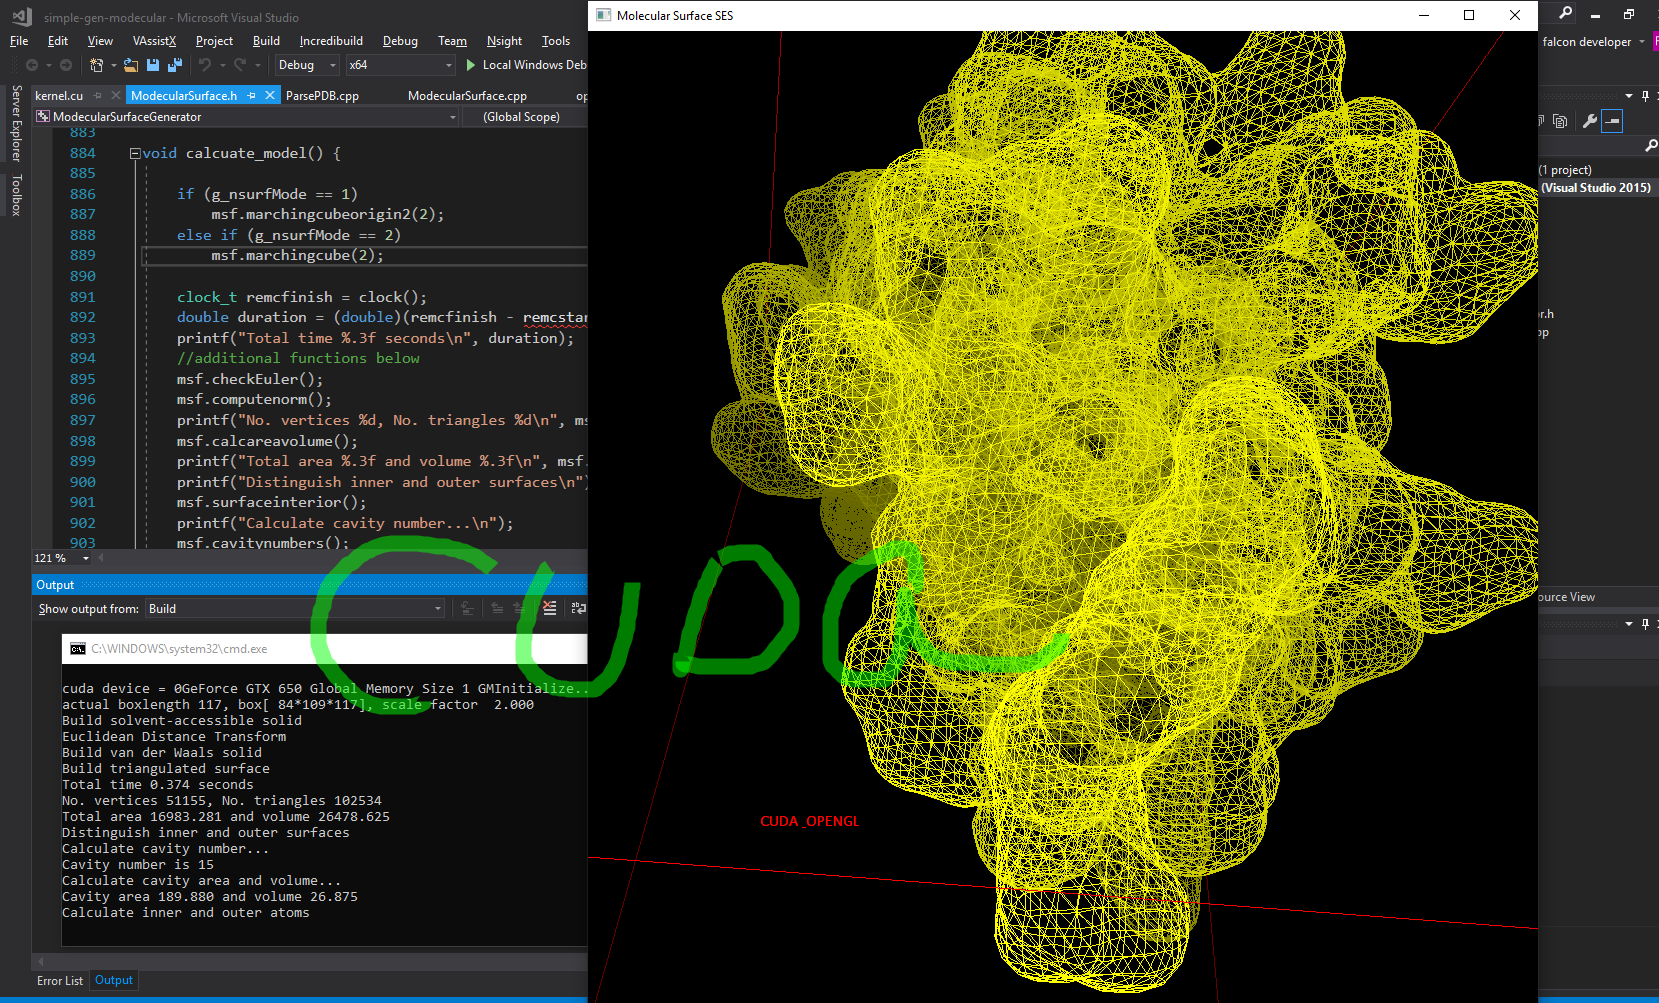 simple-gen-modecular - Microsoft Visual Studio
File Edit View VAssistX Project Build Incredibuild Debug Team Nsight Tools
Debug x64 Local Windows Deb
falcon developer
Server Explorer
Toolbox
kernel.cu ModecularSurface.h ParsePDB.cpp ModecularSurface.cpp op
ModecularSurfaceGenerator (Global Scope)
883
884 void calcuate_model() {
885
886 if (g_nsurfMode == 1)
887 msf.marchingcubeorigin2(2);
888 else if (g_nsurfMode == 2)
889 msf.marchingcube(2);
890
891 clock_t remcfinish = clock();
892 double duration = (double)(remcfinish - remcstar
893 printf("Total time %.3f seconds\n", duration);
894 //additional functions below
895 msf.checkEuler();
896 msf.computenorm();
897 printf("No. vertices %d, No. triangles %d\n", ms
898 msf.calcareavolume();
899 printf("Total area %.3f and volume %.3f\n", msf.
900 printf("Distinguish inner and outer surfaces\n")
901 msf.surfaceinterior();
902 printf("Calculate cavity number...\n");
903 msf.cavitynumbers();
121 %
Output
Show output from: Build
C:\WINDOWS\system32\cmd.exe
cuda device = 0GeForce GTX 650 Global Memory Size 1 GMInitialize..
actual boxlength 117, box[ 84*109*117], scale factor 2.000
Build solvent-accessible solid
Euclidean Distance Transform
Build van der Waals solid
Build triangulated surface
Total time 0.374 seconds
No. vertices 51155, No. triangles 102534
Total area 16983.281 and volume 26478.625
Distinguish inner and outer surfaces
Calculate cavity number...
Cavity number is 15
Calculate cavity area and volume...
Cavity area 189.880 and volume 26.875
Calculate inner and outer atoms
Error List Output
Molecular Surface SES
CUDA _OPENGL
CUDa
(1 project)
(Visual Studio 2015)
or.h
pp
ource View